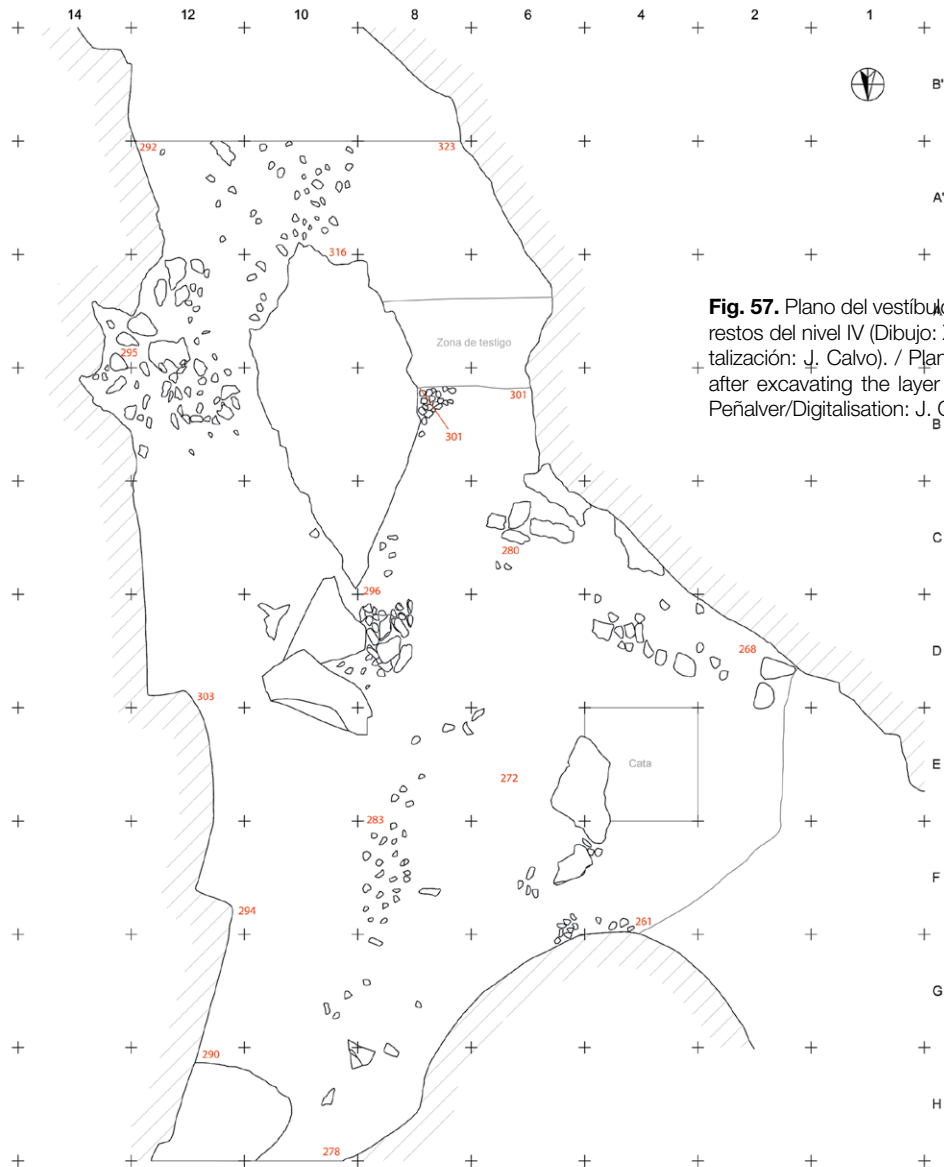 14 12 10 8 6 4 2 1
B'
292
323
A'
316
295
Zona de testigo
A
Fig. 57. Plano del vestíbulo
restos del nivel IV (Dibujo:
talización: J. Calvo). / Plan
after excavating the layer
Peñalver/Digitalisation: J. C
301
301
B
280
C
296
268
D
303
272
Cata
E
283
F
294
261
G
290
278
H